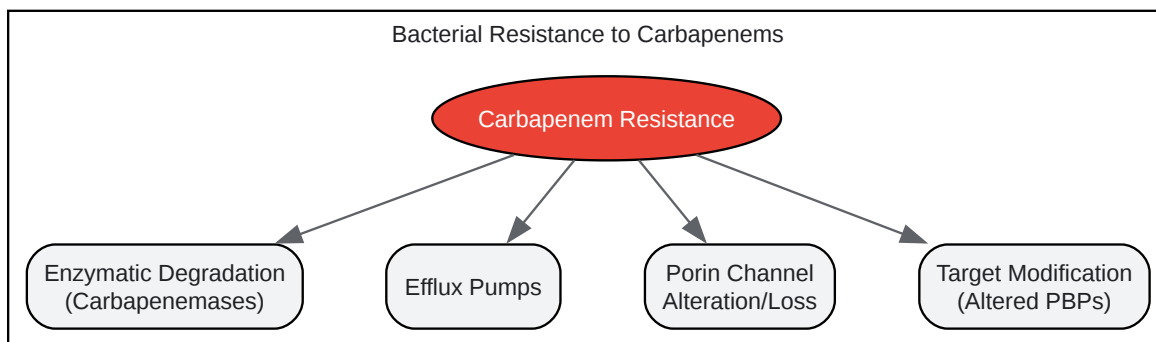 Bacterial Resistance to Carbapenems
Carbapenem Resistance
Enzymatic Degradation
(Carbapenemases)
Efflux Pumps
Porin Channel
Alteration/Loss
Target Modification
(Altered PBPs)